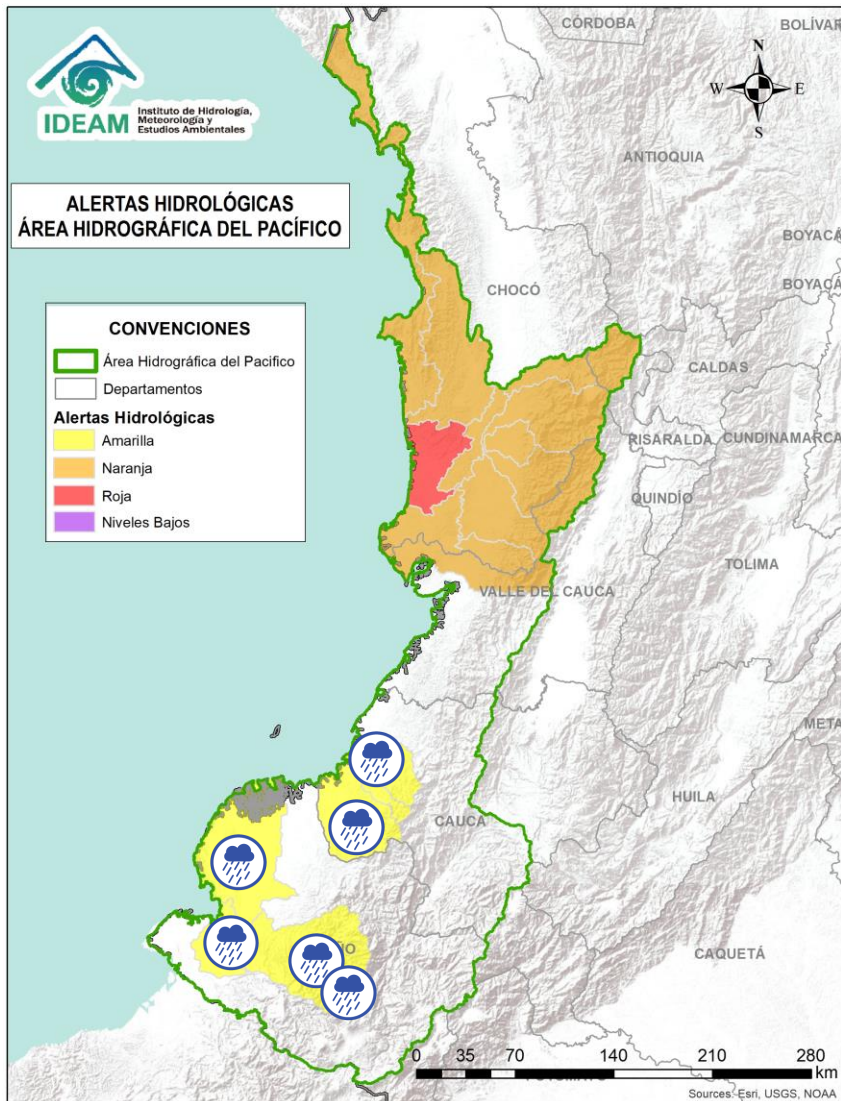 CÓRDOBA
BOLÍVAR
IDEAM
Instituto de Hidrología,
Meteorología y
Estudios Ambientales
N
W
E
S
ANTIOQUIA
ALERTAS HIDROLÓGICAS
ÁREA HIDROGRÁFICA DEL PACÍFICO
BOYACÁ
BOYACÁ
CHOCÓ
CONVENCIONES
Área Hidrográfica del Pacifico
Departamentos
Alertas Hidrológicas
Amarilla
Naranja
Roja
Niveles Bajos
CALDAS
RISARALDA
CUNDINAMARCA
QUINDÍO
TOLIMA
VALLE DEL CAUCA
META
HUILA
CAUCA
ÑO
CAQUETÁ
0 35 70 140 210 280
km
Sources: Esri, USGS, NOAA